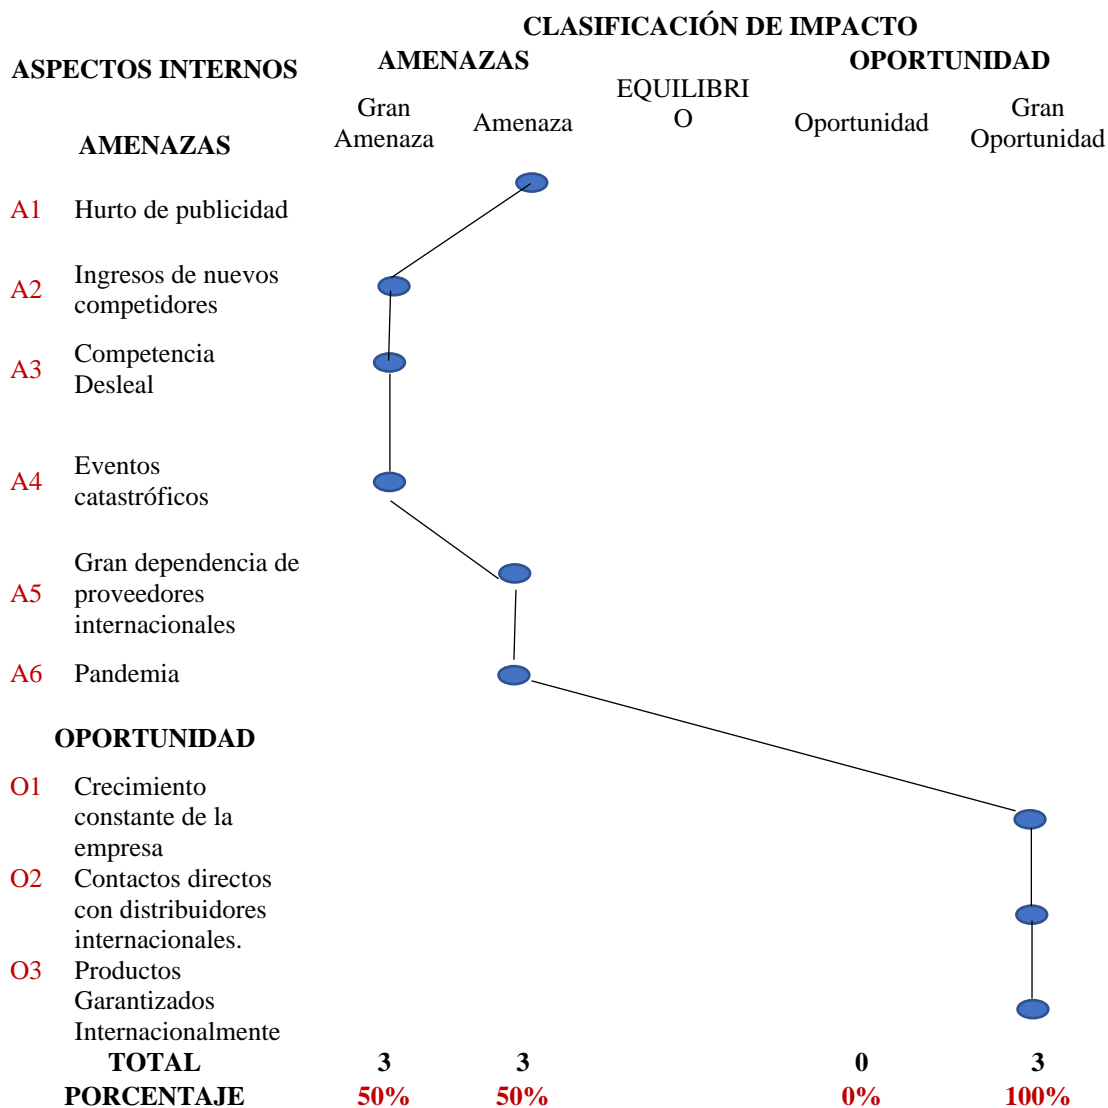 CLASIFICACIÓN DE IMPACTO
ASPECTOS INTERNOS
AMENAZAS
EQUILIBRI
O
OPORTUNIDAD
Gran
Amenaza
Amenaza
Oportunidad
Gran
Oportunidad
AMENAZAS
A1 Hurto de publicidad
A2 Ingresos de nuevos
competidores
A3 Competencia
Desleal
A4 Eventos
catastróficos
A5 Gran dependencia de
proveedores
internacionales
A6 Pandemia
OPORTUNIDAD
O1 Crecimiento
constante de la
empresa
O2 Contactos directos
con distribuidores
internacionales.
O3 Productos
Garantizados
Internacionalmente
TOTAL 3 3 0 3
PORCENTAJE 50% 50% 0% 100%